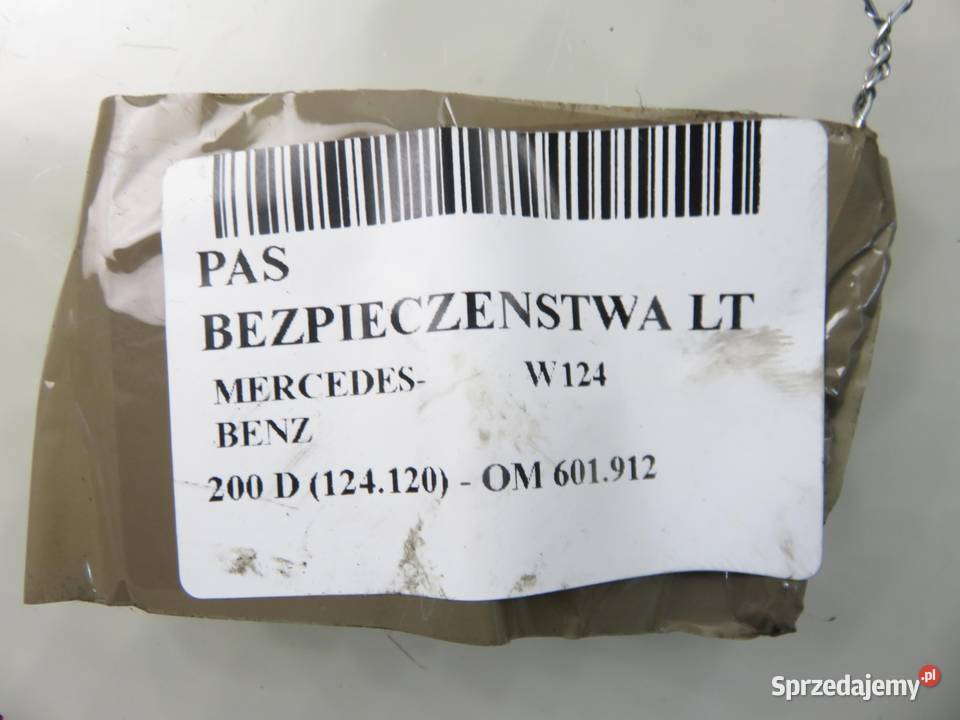 PAS
BEZPIECZENSTWA LT
MERCEDES- W124
BENZ
200 D (124.120) - OM 601.912
Sprzedajemy.pl